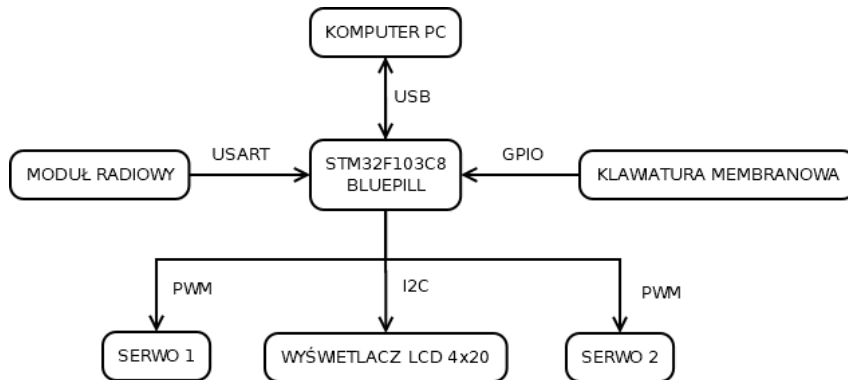 KOMPUTER PC
USB
USART
GPIO
MODUŁ RADIOWY
STM32F103C8
BLUEPILL
KLAWIATURA MEMBRANOWA
PWM
I2C
PWM
SERWO 1
WYŚWIETLACZ LCD 4x20
SERWO 2